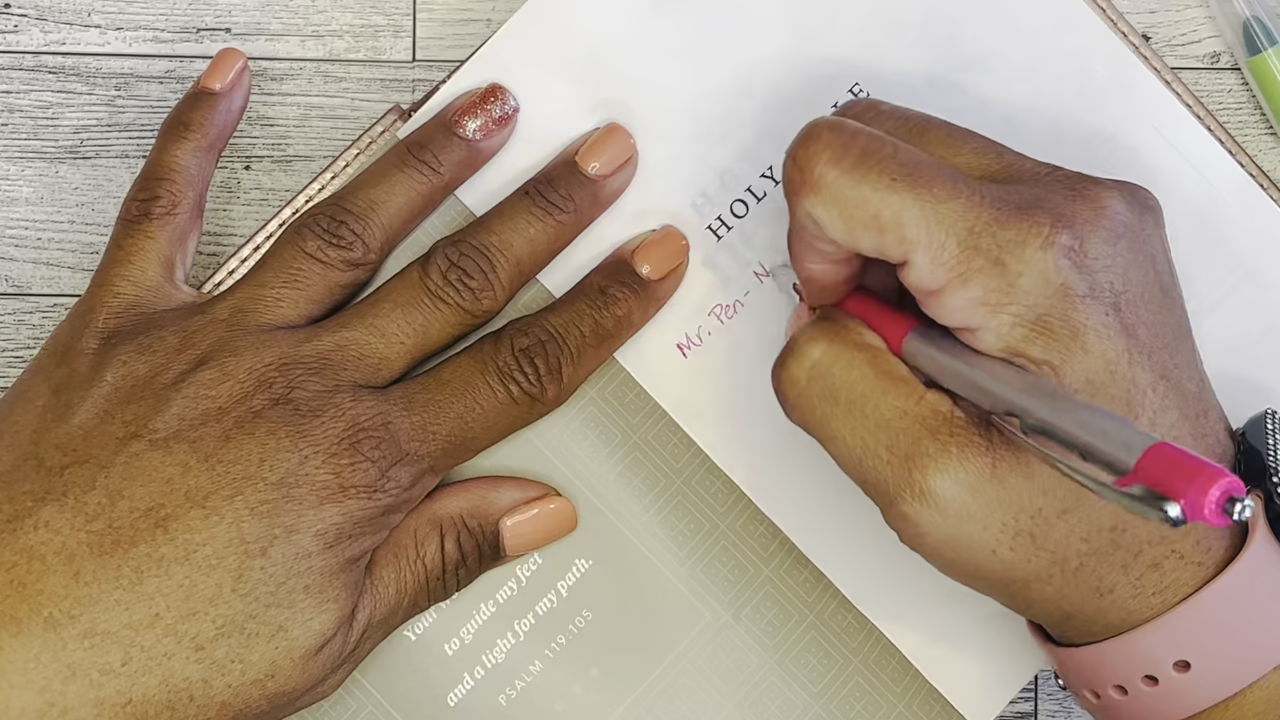 HOLY
Mr. Pen-
to guide my feet
and a light for my path.
PSALM 119:105